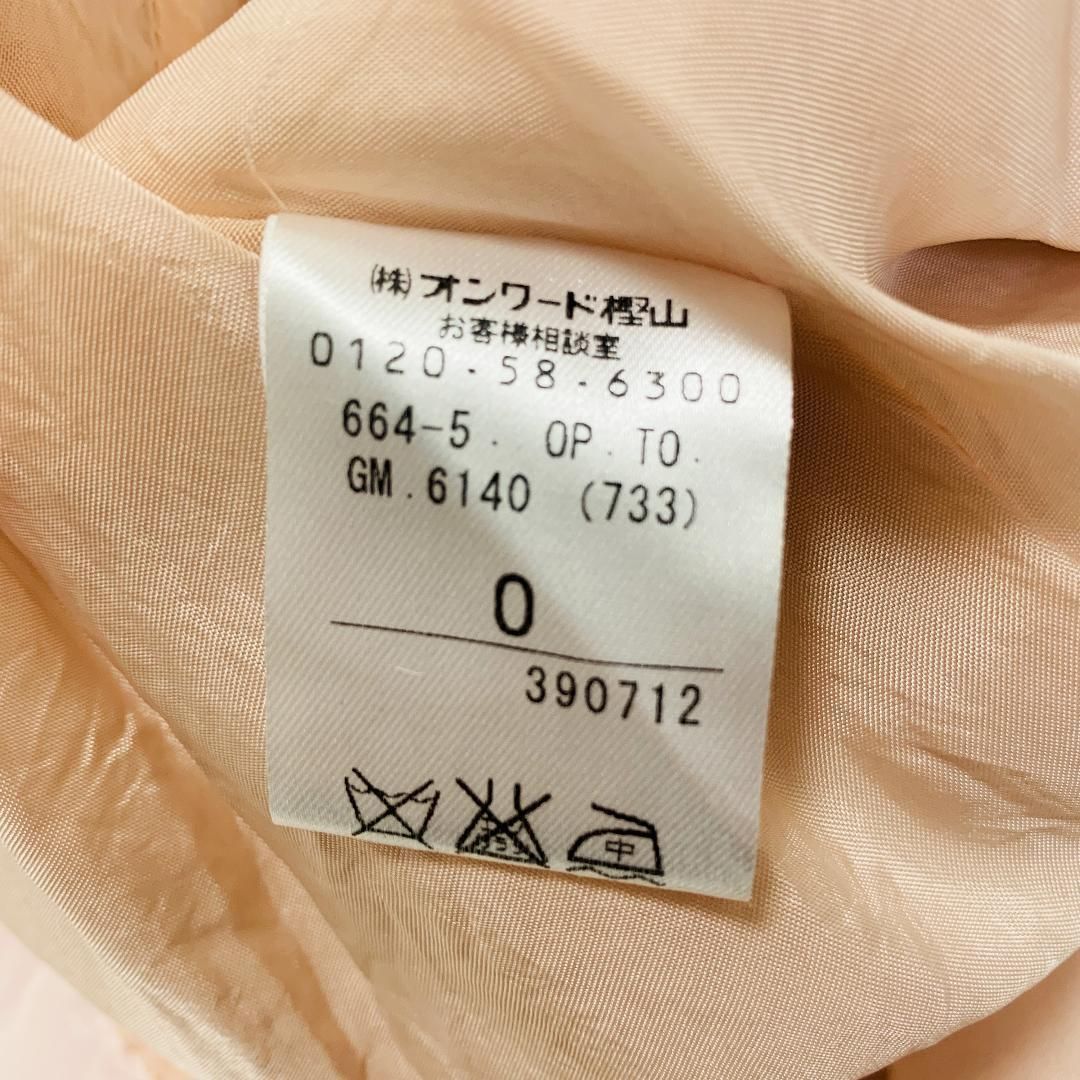 ㈱オンワード樫山
お客様相談室
0120-58-6300
664-5. OP. TO.
GM.6140 (733)
0
390712
中